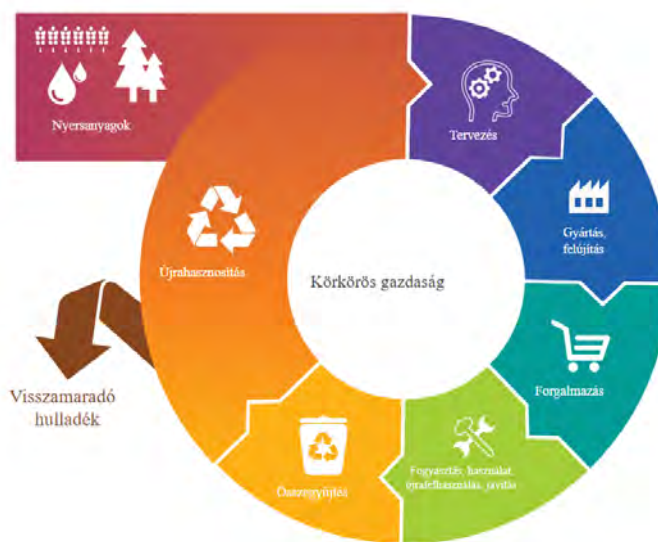 Nyersanyagok
Tervezés
Gyártás,
felújítás
Forgalmazás
Fogyasztás, használat,
újrafelhasználás, javítás
Összegyűjtés
Újrahasznosítás
Körkörös gazdaság
Visszamaradó
hulladék